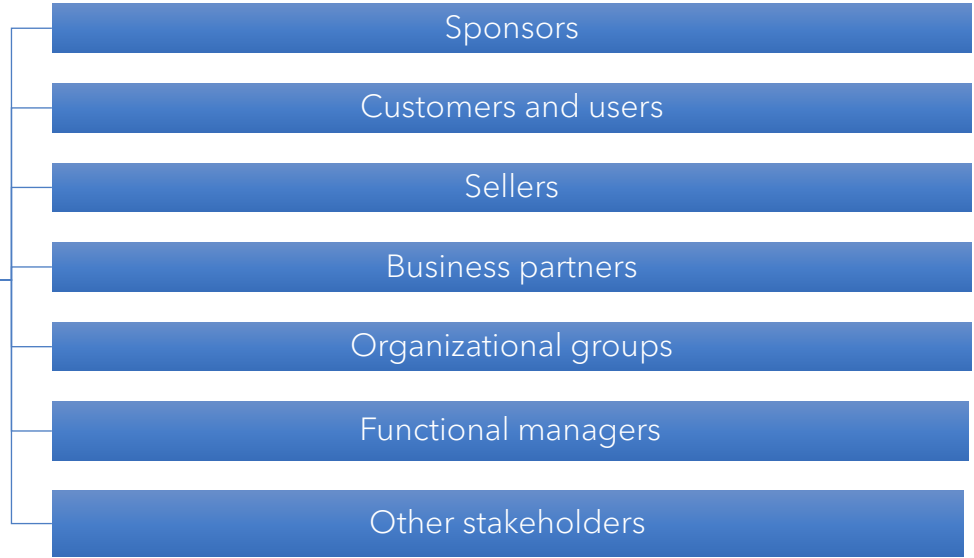 Sponsors
Customers and users
Sellers
Business partners
Organizational groups
Functional managers
Other stakeholders